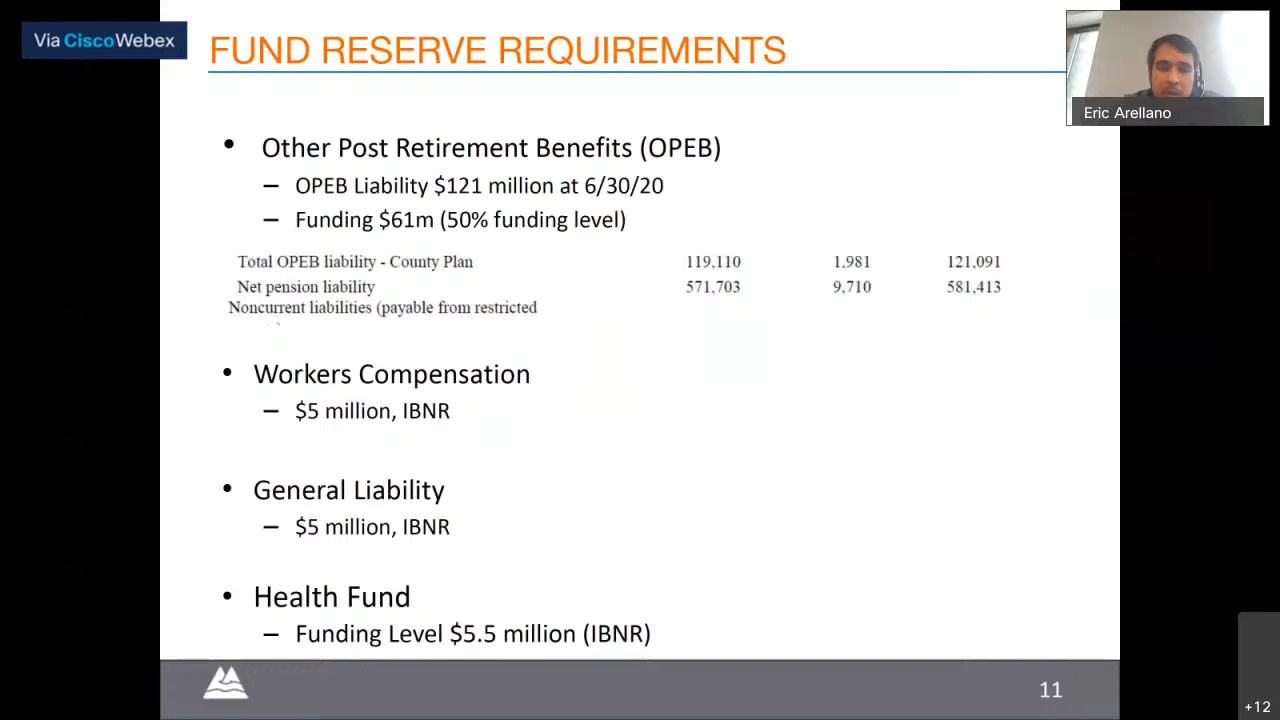 Via CiscoWebex
FUND RESERVE REQUIREMENTS
Eric Arellano
• Other Post Retirement Benefits (OPEB)
– OPEB Liability $121 million at 6/30/20
– Funding $61m (50% funding level)
Total OPEB liability - County Plan 119,110 1,981 121,091
Net pension liability 571,703 9,710 581,413
Noncurrent liabilities (payable from restricted
• Workers Compensation
– $5 million, IBNR
• General Liability
– $5 million, IBNR
• Health Fund
– Funding Level $5.5 million (IBNR)
11
+12